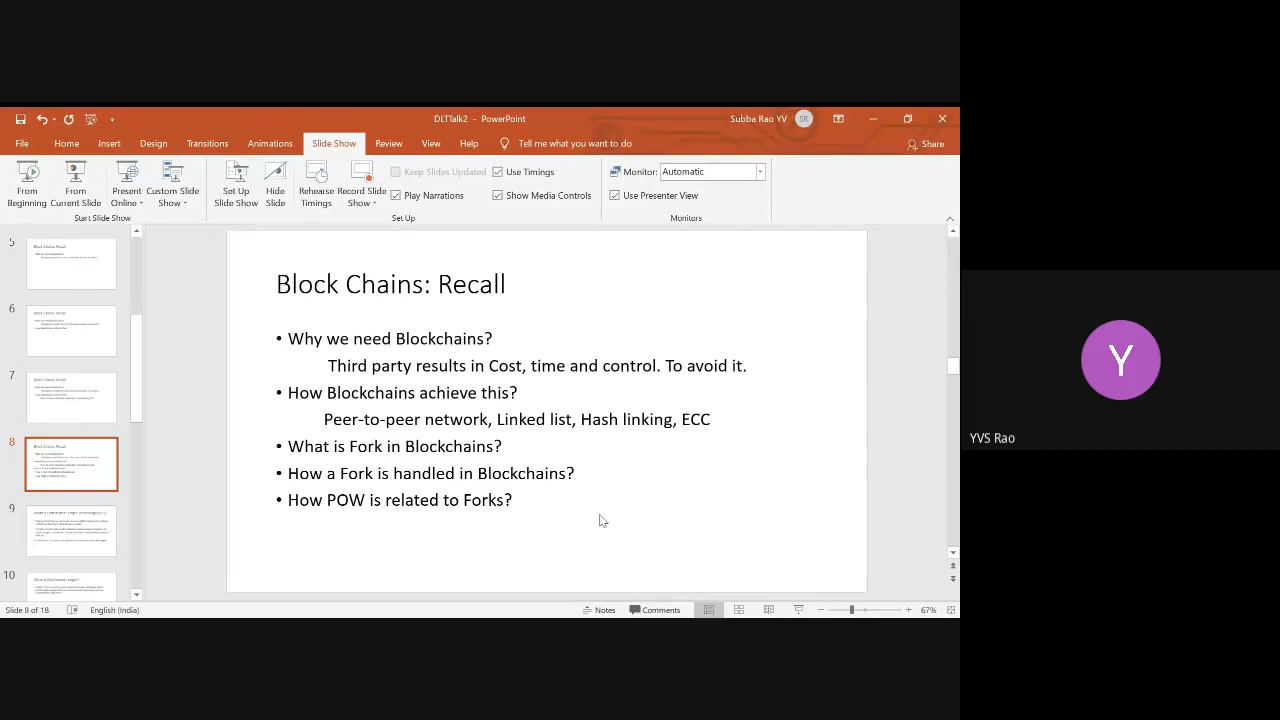 DLTTalk2 - PowerPoint
Subba Rao YV
SR
File Home Insert Design Transitions Animations Slide Show Review View Help Tell me what you want to do
Share
From Beginning
From Current Slide
Present Online
Custom Slide Show
Set Up Slide Show
Hide Slide
Rehearse Timings
Record Slide Show
Keep Slides Updated
Use Timings
Play Narrations
Show Media Controls
Monitor: Automatic
Use Presenter View
Start Slide Show
Set Up
Monitors
5
6
7
8
9
10
Block Chains: Recall
• Why we need Blockchains?
Third party results in Cost, time and control. To avoid it.
• How Blockchains achieve this?
Peer-to-peer network, Linked list, Hash linking, ECC
• What is Fork in Blockchains?
• How a Fork is handled in Blockchains?
• How POW is related to Forks?
Y
YVS Rao
Slide 8 of 18
English (India)
Notes
Comments
67%